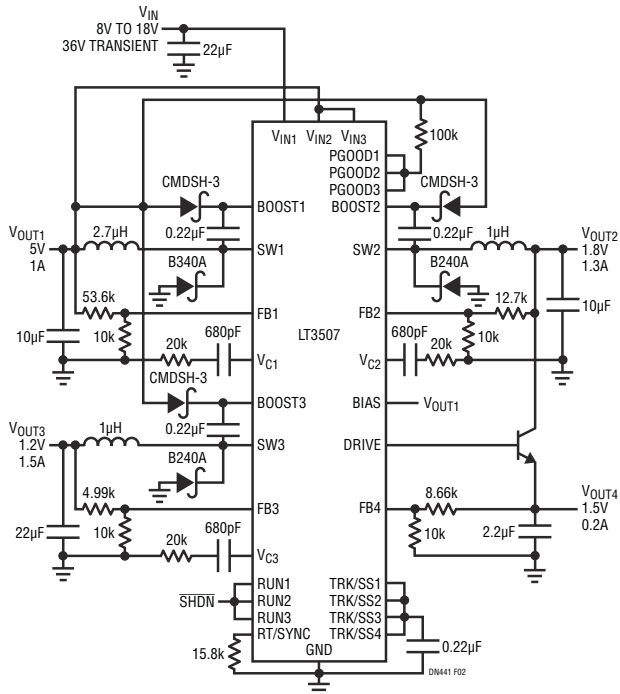 VIN
8V TO 18V
36V TRANSIENT
22µF
VIN1
VIN2
VIN3
100k
PGOOD1
PGOOD2
PGOOD3
CMDSH-3
BOOST1
0.22µF
VOUT1
5V
1A
2.7µH
SW1
B340A
53.6k
FB1
10µF
10k
20k
680pF
VC1
CMDSH-3
BOOST3
0.22µF
VOUT3
1.2V
1.5A
1µH
SW3
B240A
4.99k
FB3
22µF
10k
20k
680pF
VC3
SHDN
RUN1
RUN2
RUN3
RT/SYNC
15.8k
LT3507
GND
CMDSH-3
BOOST2
0.22µF
1µH
SW2
VOUT2
1.8V
1.3A
B240A
12.7k
FB2
10µF
680pF
20k
10k
VC2
BIAS
VOUT1
DRIVE
8.66k
FB4
VOUT4
1.5V
0.2A
10k
2.2µF
TRK/SS1
TRK/SS2
TRK/SS3
TRK/SS4
0.22µF
DN441 F02